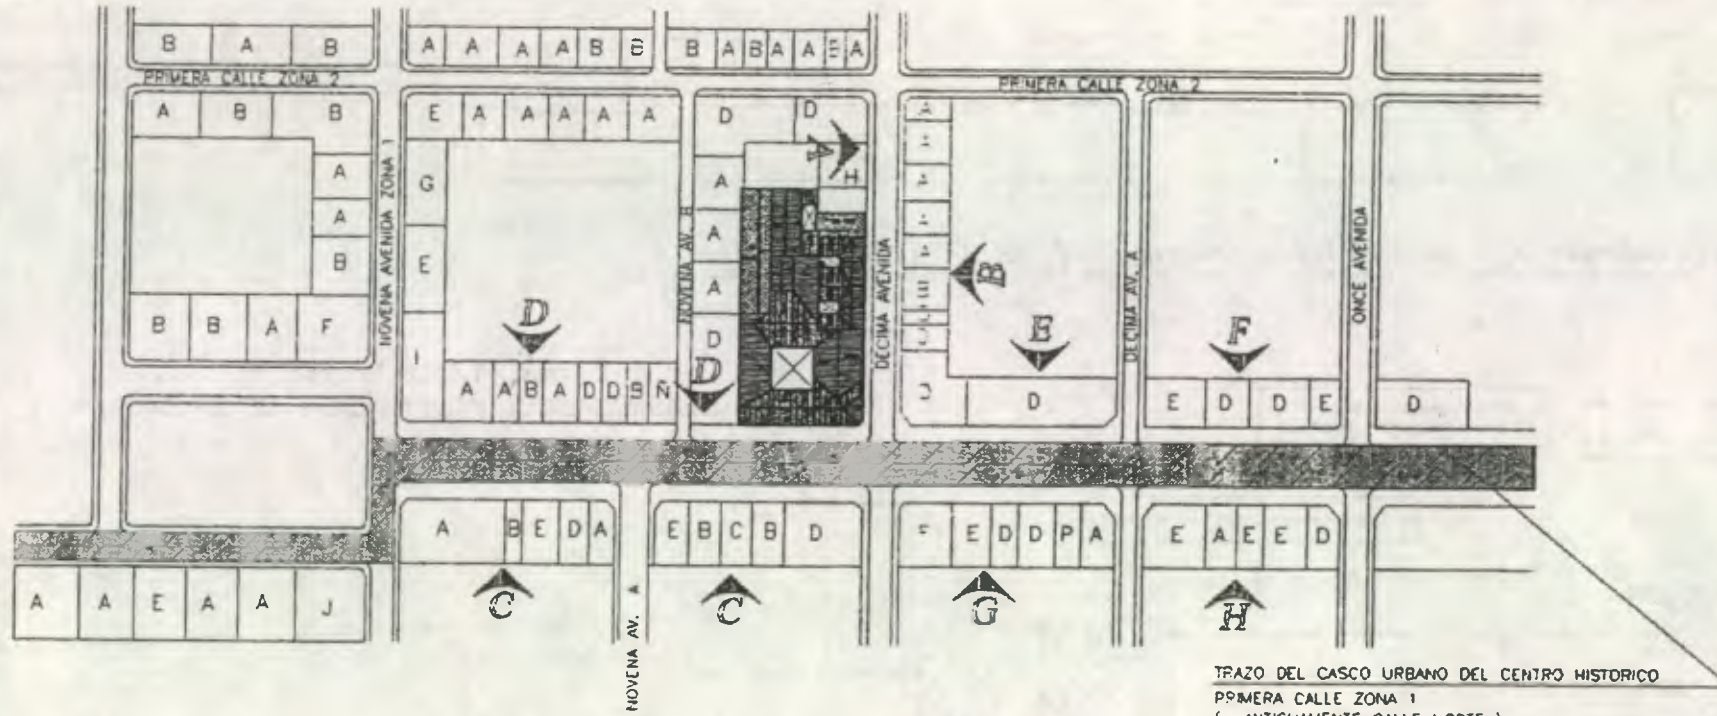 B A B A A A A B B B A B A A B A
PRIMERA CALLE ZONA 2
PRIMERA CALLE ZONA 2
A B B E A A A A A D D A
A
A
B
G
E
I
NOVENA AVENIDA ZONA 1
NOVENA AV. B
A
A
A
D
A
H
DECIMA AVENIDA
A
A
B
DECIMA AV. A
ONCE AVENIDA
B B A F
D
D
E
F
A A B A D D B Ñ
D
E D D E
D
A B E D A
E B C B D
E D D P A
E A E E D
A A E A A J
C
C
G
H
NOVENA AV. A
TRAZO DEL CASCO URBANO DEL CENTRO HISTORICO
PRIMERA CALLE ZONA 1